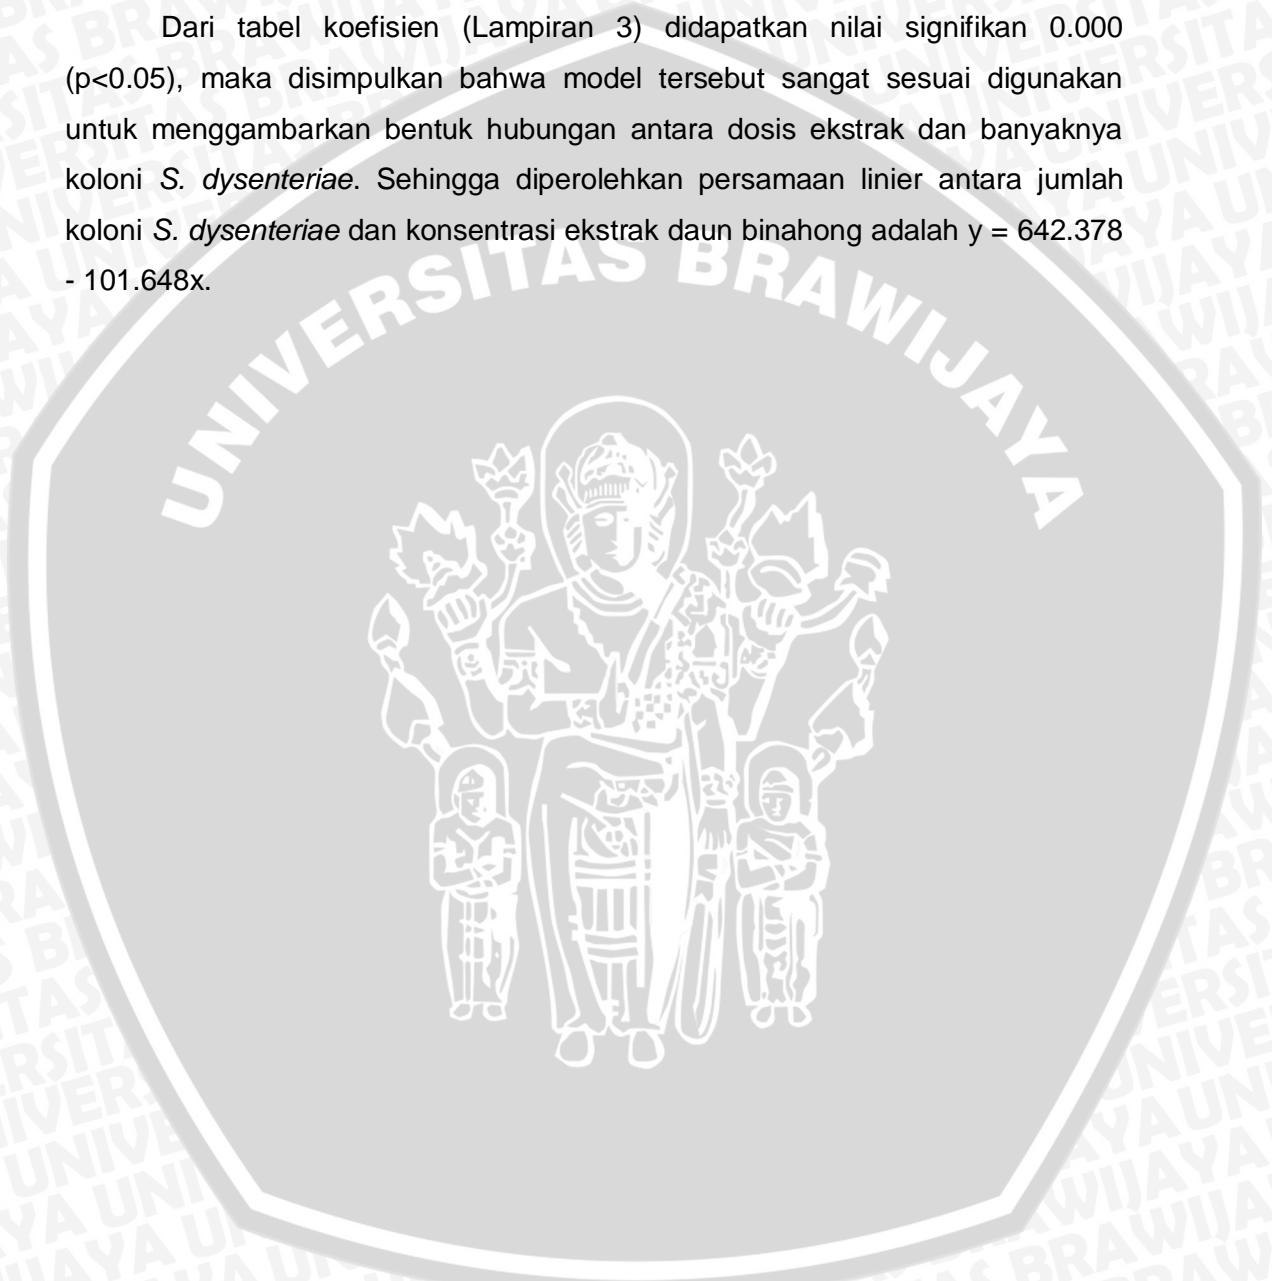 Dari tabel koefisien (Lampiran 3) didapatkan nilai signifikan 0.000
(p<0.05), maka disimpulkan bahwa model tersebut sangat sesuai digunakan
untuk menggambarkan bentuk hubungan antara dosis ekstrak dan banyaknya
koloni S. dysenteriae. Sehingga diperolehkan persamaan linier antara jumlah
koloni S. dysenteriae dan konsentrasi ekstrak daun binahong adalah y = 642.378
- 101.648x.
UNIVERSITAS BRAWIJAYA